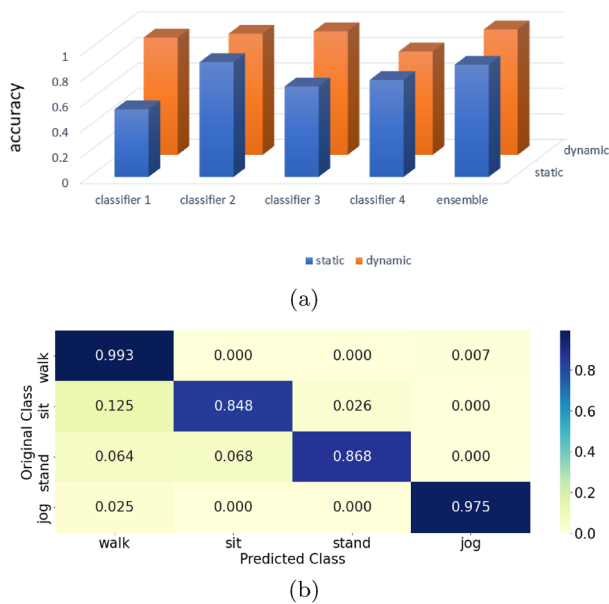 1
0.8
0.6
0.4
0.2
0
accuracy
dynamic
static
classifier 1 classifier 2 classifier 3 classifier 4 ensemble
static dynamic
(a)
walk 0.993 0.000 0.000 0.007
sit 0.125 0.848 0.026 0.000
stand 0.064 0.068 0.868 0.000
jog 0.025 0.000 0.000 0.975
Original Class
walk sit stand jog
Predicted Class
0.8
0.6
0.4
0.2
0.0
(b)